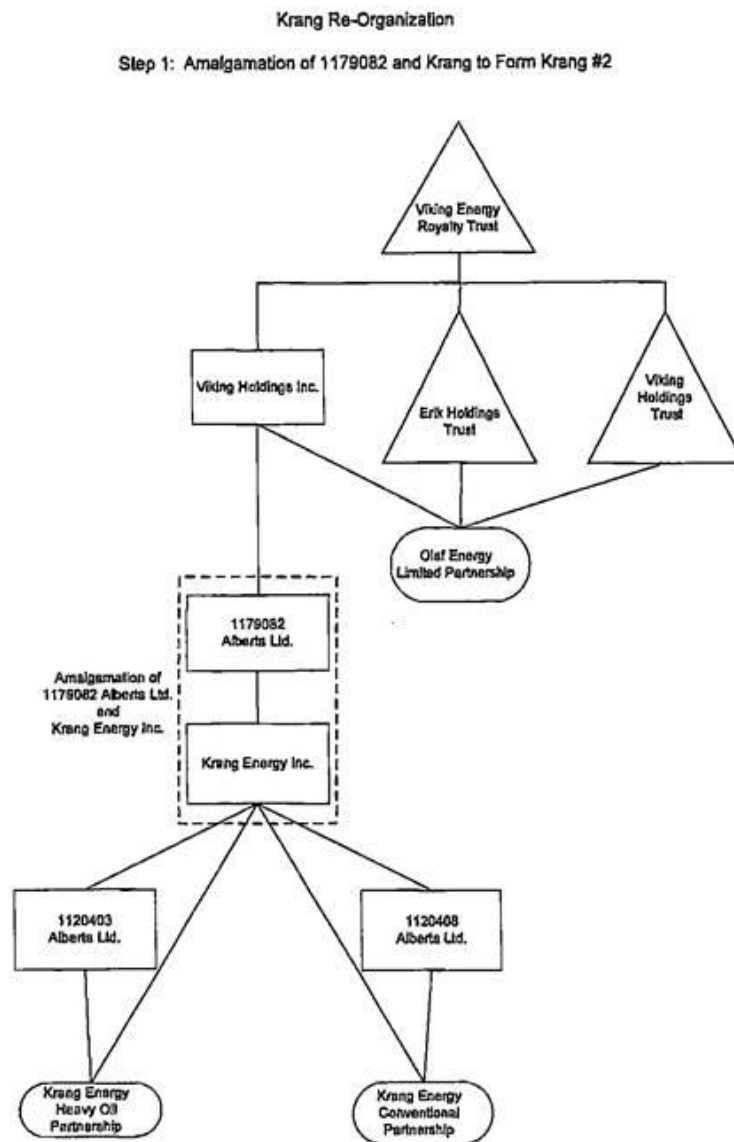 Krang Re-Organization
Step 1: Amalgamation of 1179082 and Krang to Form Krang #2
Viking Energy
Royalty Trust
Viking Holdings Inc.
Erik Holdings
Trust
Viking
Holdings
Trust
Olaf Energy
Limited Partnership
1179082
Alberta Ltd.
Amalgamation of
1179082 Alberta Ltd.
and
Krang Energy Inc.
Krang Energy Inc.
1120403
Alberta Ltd.
1120408
Alberta Ltd.
Krang Energy
Heavy Oil
Partnership
Krang Energy
Conventional
Partnership